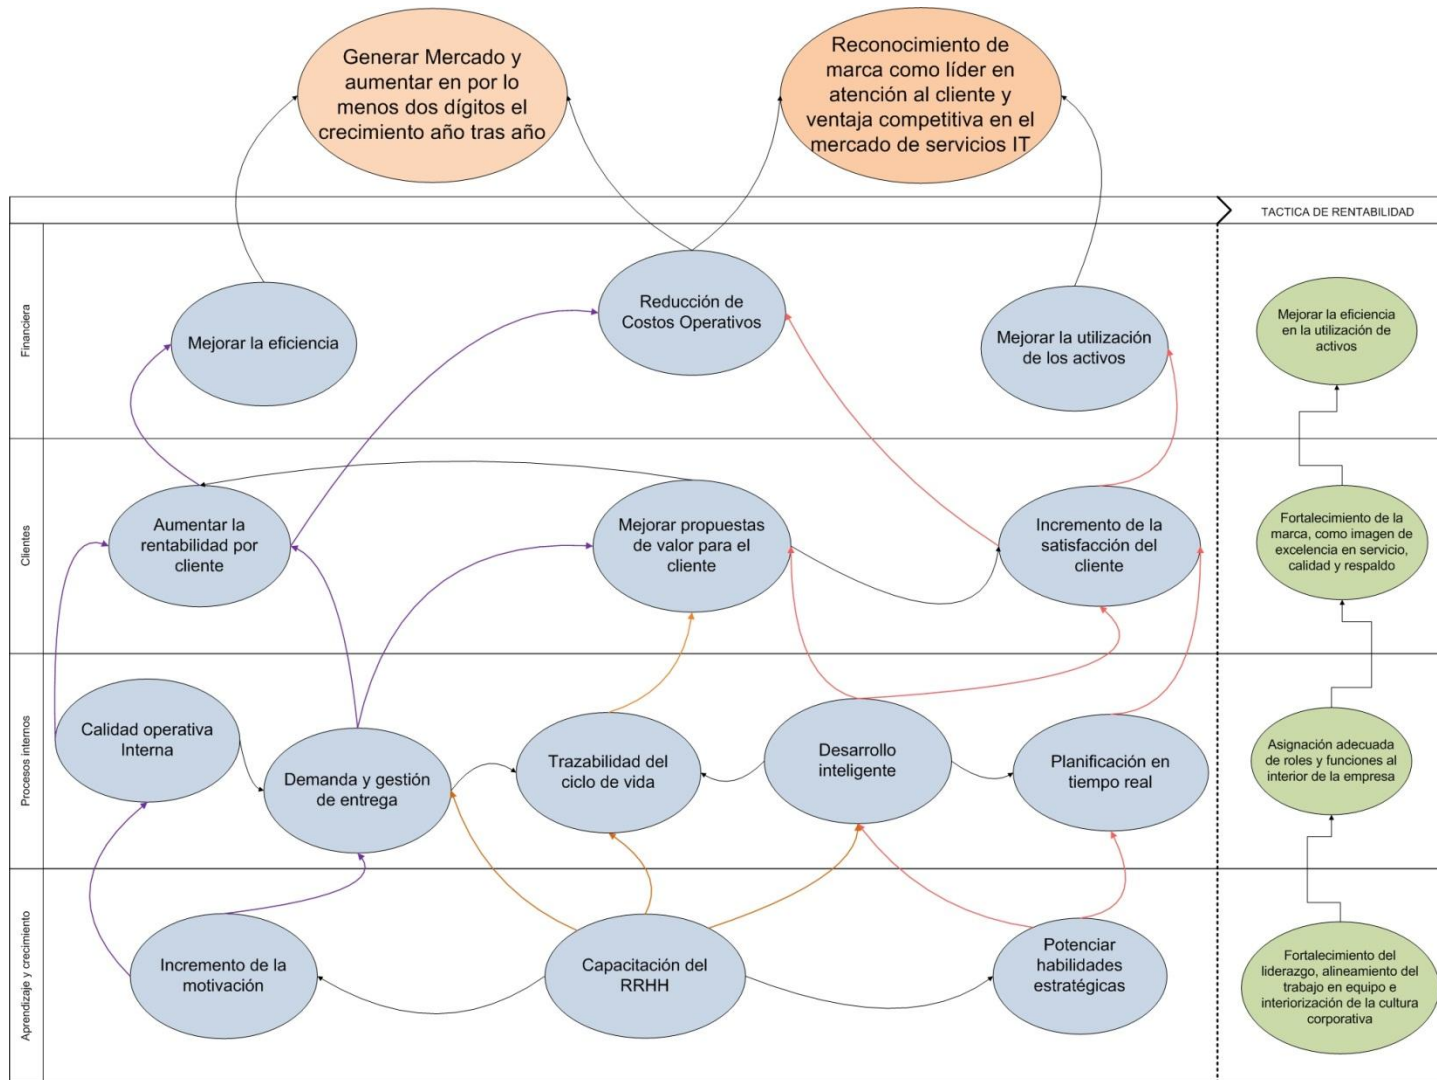 Generar Mercado y
aumentar en por lo
menos dos dígitos el
crecimiento año tras año
Reconocimiento de
marca como líder en
atención al cliente y
ventaja competitiva en el
mercado de servicios IT
TACTICA DE RENTABILIDAD
Financiera
Mejorar la eficiencia
Reducción de
Costos Operativos
Mejorar la utilización
de los activos
Mejorar la eficiencia
en la utilización de
activos
Clientes
Aumentar la
rentabilidad por
cliente
Mejorar propuestas
de valor para el
cliente
Incremento de la
satisfacción del
cliente
Fortalecimiento de la
marca, como imagen de
excelencia en servicio,
calidad y respaldo
Procesos internos
Calidad operativa
Interna
Demanda y gestión
de entrega
Trazabilidad del
ciclo de vida
Desarrollo
inteligente
Planificación en
tiempo real
Asignación adecuada
de roles y funciones al
interior de la empresa
Aprendizaje y crecimiento
Incremento de la
motivación
Capacitación del
RRHH
Potenciar
habilidades
estratégicas
Fortalecimiento del
liderazgo, alineamiento del
trabajo en equipo e
interiorización de la cultura
corporativa